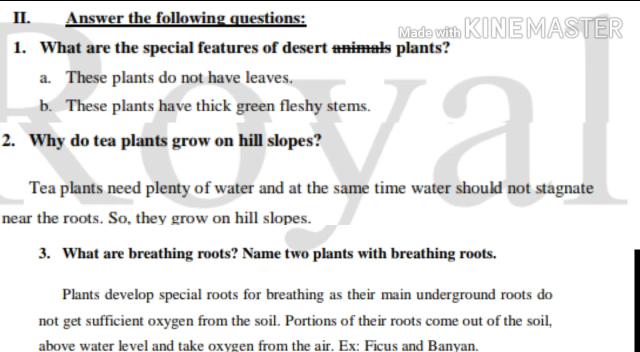 II. Answer the following questions:
Made with KINEMASTER
1. What are the special features of desert animals plants?
a. These plants do not have leaves.
b. These plants have thick green fleshy stems.
2. Why do tea plants grow on hill slopes?
Tea plants need plenty of water and at the same time water should not stagnate
near the roots. So, they grow on hill slopes.
3. What are breathing roots? Name two plants with breathing roots.
Plants develop special roots for breathing as their main underground roots do
not get sufficient oxygen from the soil. Portions of their roots come out of the soil,
above water level and take oxygen from the air. Ex: Ficus and Banyan.
Royal